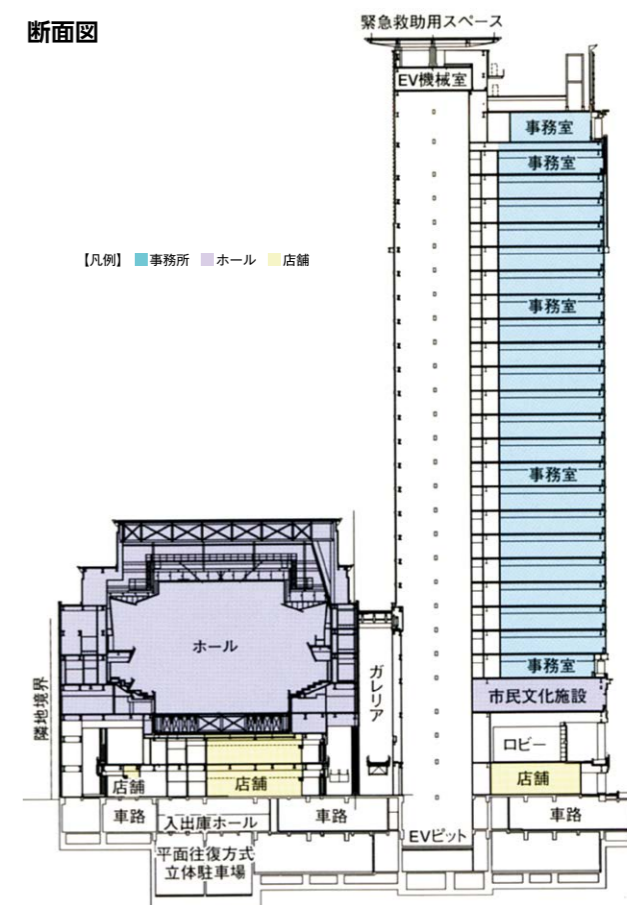 断面図
緊急救助用スペース
EV機械室
事務室
事務室
【凡例】 事務所 ホール 店舗
事務室
事務室
ホール
事務室
ガレリア
市民文化施設
隣地境界
ロビー
店舗
店舗
店舗
車路
入出庫ホール
車路
車路
EVピット
平面往復方式
立体駐車場